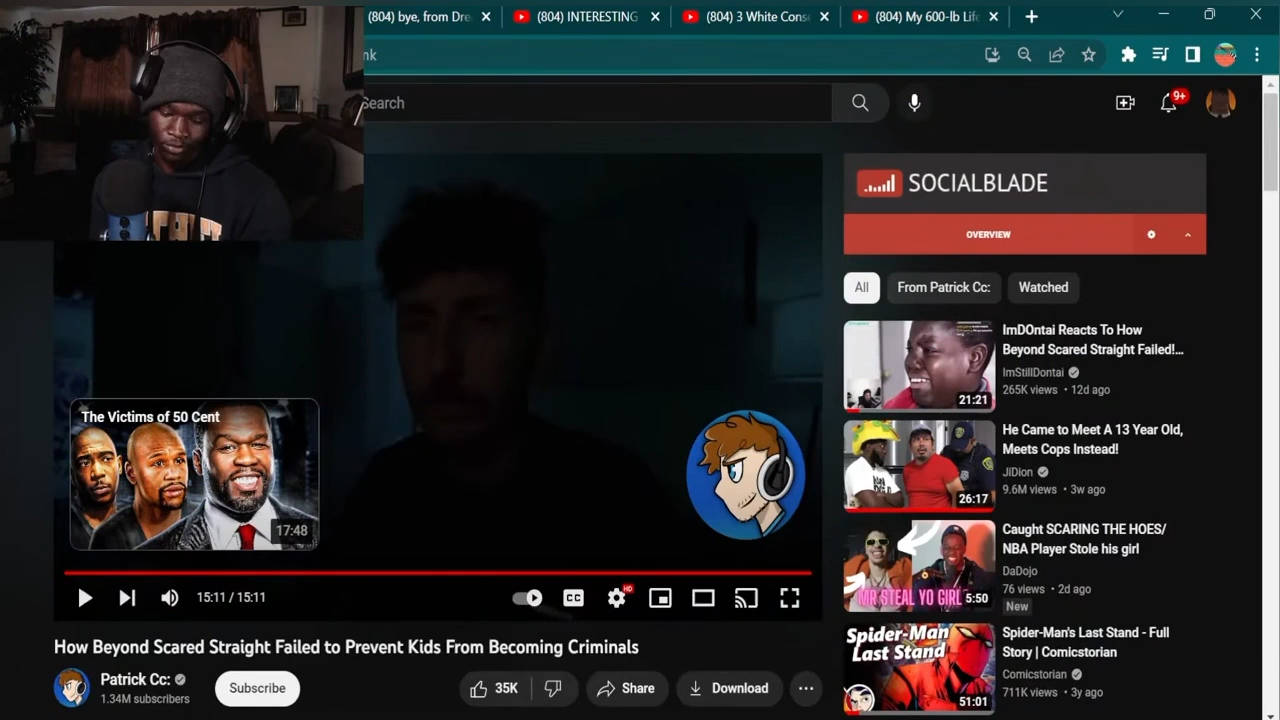 (804) bye, from Dre
(804) INTERESTING
(804) 3 White Cons
(804) My 600-lb Life
nk
Search
9+
SOCIALBLADE
OVERVIEW
All
From Patrick Cc:
Watched
The Victims of 50 Cent
17:48
15:11 / 15:11
CC
HD
How Beyond Scared Straight Failed to Prevent Kids From Becoming Criminals
Patrick Cc:
1.34M subscribers
Subscribe
35K
Share
Download
ImDOntai Reacts To How
Beyond Scared Straight Failed!...
ImStillDontai
265K views • 12d ago
21:21
He Came to Meet A 13 Year Old,
Meets Cops Instead!
JiDion
9.6M views • 3w ago
26:17
Caught SCARING THE HOES/
NBA Player Stole his girl
DaDojo
76 views • 2d ago
New
MR STEAL YO GIRL
5:50
Spider-Man's Last Stand - Full
Story | Comicstorian
Comicstorian
711K views • 3y ago
Spider-Man
Last Stand
51:01